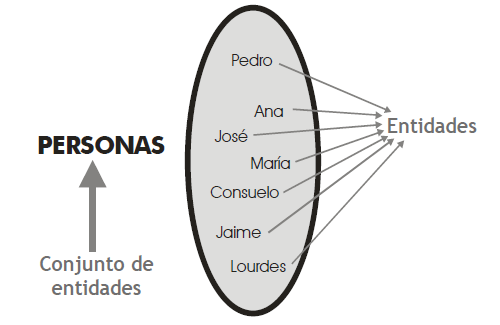 Pedro
Ana
José
María
Consuelo
Jaime
Lourdes
Entidades
PERSONAS
Conjunto de
entidades